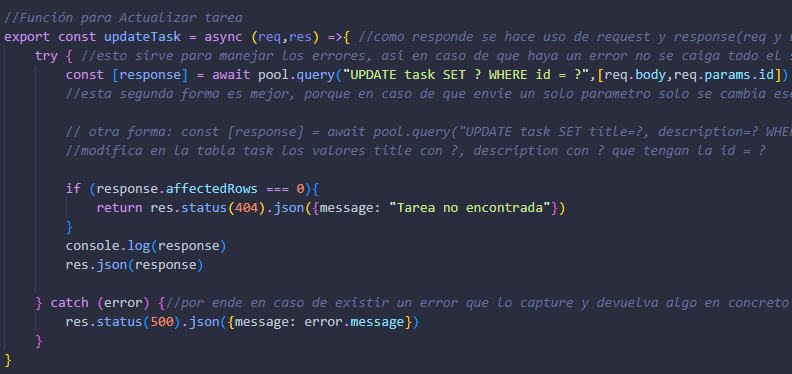 //Función para Actualizar tarea
export const updateTask = async (req,res) =>{ //como responde se hace uso de request y response(req y
try { //esto sirve para manejar los errores, asi en caso de que haya un error no se caiga todo el
const [response] = await pool.query("UPDATE task SET ? WHERE id = ?",[req.body,req.params.id])
//esta segunda forma es mejor, porque en caso de que envie un solo parametro solo se cambia ese
// otra forma: const [response] = await pool.query("UPDATE task SET title=?, description=? WHE
//modifica en la tabla task los valores title con ?, description con ? que tengan la id = ?
if (response.affectedRows === 0){
return res.status(404).json({message: "Tarea no encontrada"})
}
console.log(response)
res.json(response)
} catch (error) {//por ende en caso de existir un error que lo capture y devuelva algo en concreto
res.status(500).json({message: error.message})
}
}